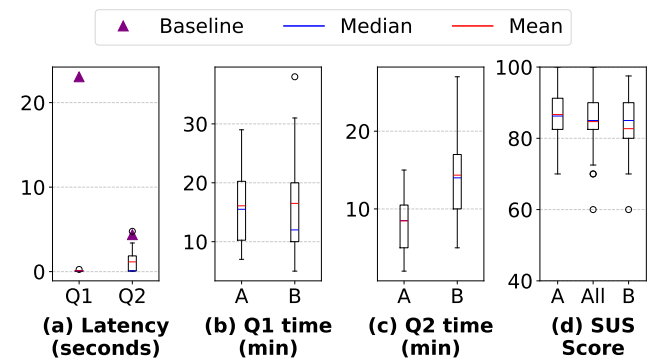 Baseline Median Mean
20
10
0
Q1 Q2
(a) Latency
(seconds)
30
20
10
A B
(b) Q1 time
(min)
20
10
A B
(c) Q2 time
(min)
100
80
60
40
A All B
(d) SUS
Score